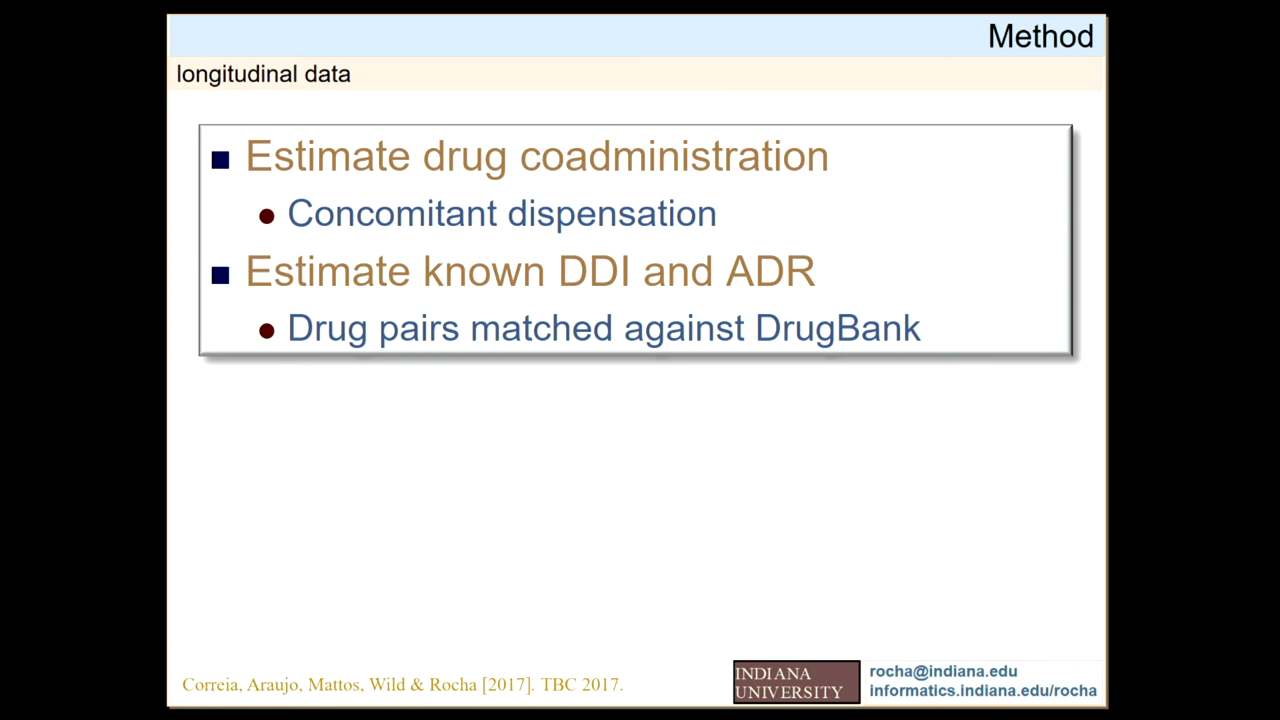 Method
longitudinal data
Estimate drug coadministration
Concomitant dispensation
Estimate known DDI and ADR
Drug pairs matched against DrugBank
Correia, Araujo, Mattos, Wild & Rocha [2017]. TBC 2017.
INDIANA
UNIVERSITY
rocha@indiana.edu
informatics.indiana.edu/rocha